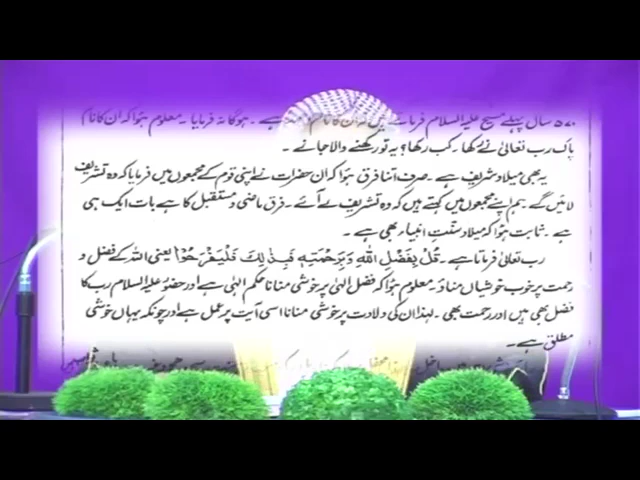 ۵۷۰ سال پہلے مسیح علیہ السلام فرما ہے۔ ہوگا نہ فرمایا۔ معلوم ہوا کہ ان کا نام
پاک رب تعالیٰ نے رکھا۔ کب رکھا؟ یہ تو رکھنے والا جانے۔
یہ بھی میلاد شریف ہے۔ صرف اتنا فرق ہوا کہ ان حضرات نے اپنی قوم کے مجمعوں میں فرمایا کہ وہ تشریف
لائیں گے۔ ہم اپنے مجمعوں میں کہتے ہیں کہ وہ تشریف لے آئے۔ فرق ماضی و مستقبل کا ہے بات ایک ہی
ہے۔ ثابت ہوا کہ میلاد سنتِ انبیاء بھی ہے۔
رب تعالیٰ فرماتا ہے۔ قُلْ بِفَضْلِ اللّٰهِ وَبِرَحْمَتِهٖ فَبِذٰلِكَ فَلْيَفْرَحُوْا یعنی اللہ کے فضل و
رحمت پر خوب خوشیاں مناؤ۔ معلوم ہوا کہ فضل الٰہی پر خوشی منانا حکم الٰہی ہے اور حضور علیہ السلام رب کا
فضل بھی ہیں اور رحمت بھی۔ لہٰذا ان کی ولادت پر خوشی منانا اسی آیت پر عمل ہے اور چونکہ یہاں خوشی
مطلق ہے۔